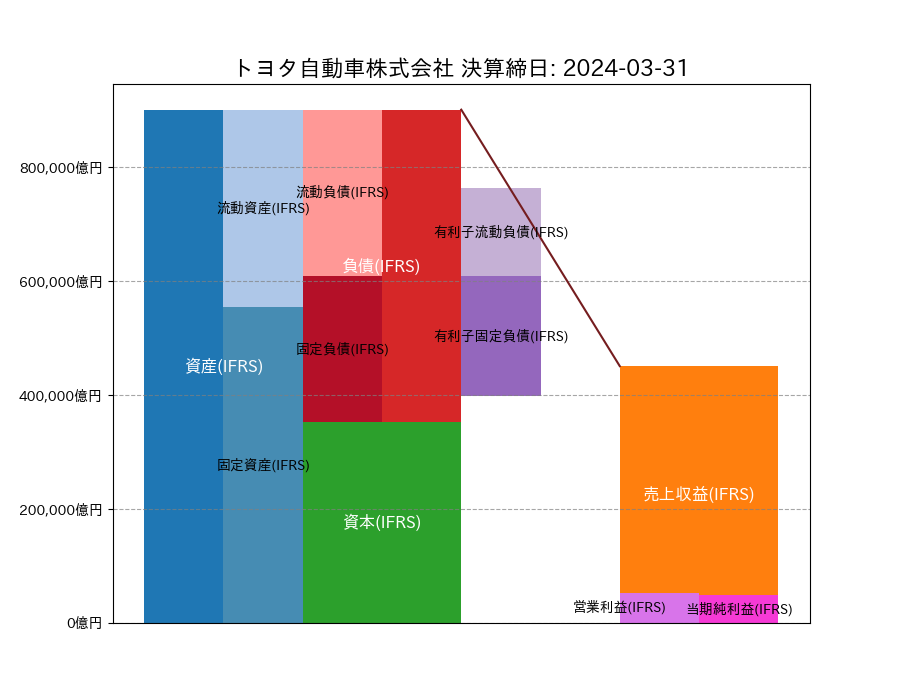 トヨタ自動車株式会社 決算締日: 2024-03-31
800,000億円
600,000億円
400,000億円
200,000億円
0億円
流動負債(IFRS)
流動資産(IFRS)
有利子流動負債(IFRS)
負債(IFRS)
有利子固定負債(IFRS)
固定負債(IFRS)
資産(IFRS)
固定資産(IFRS)
売上収益(IFRS)
資本(IFRS)
営業利益(IFRS)
当期純利益(IFRS)